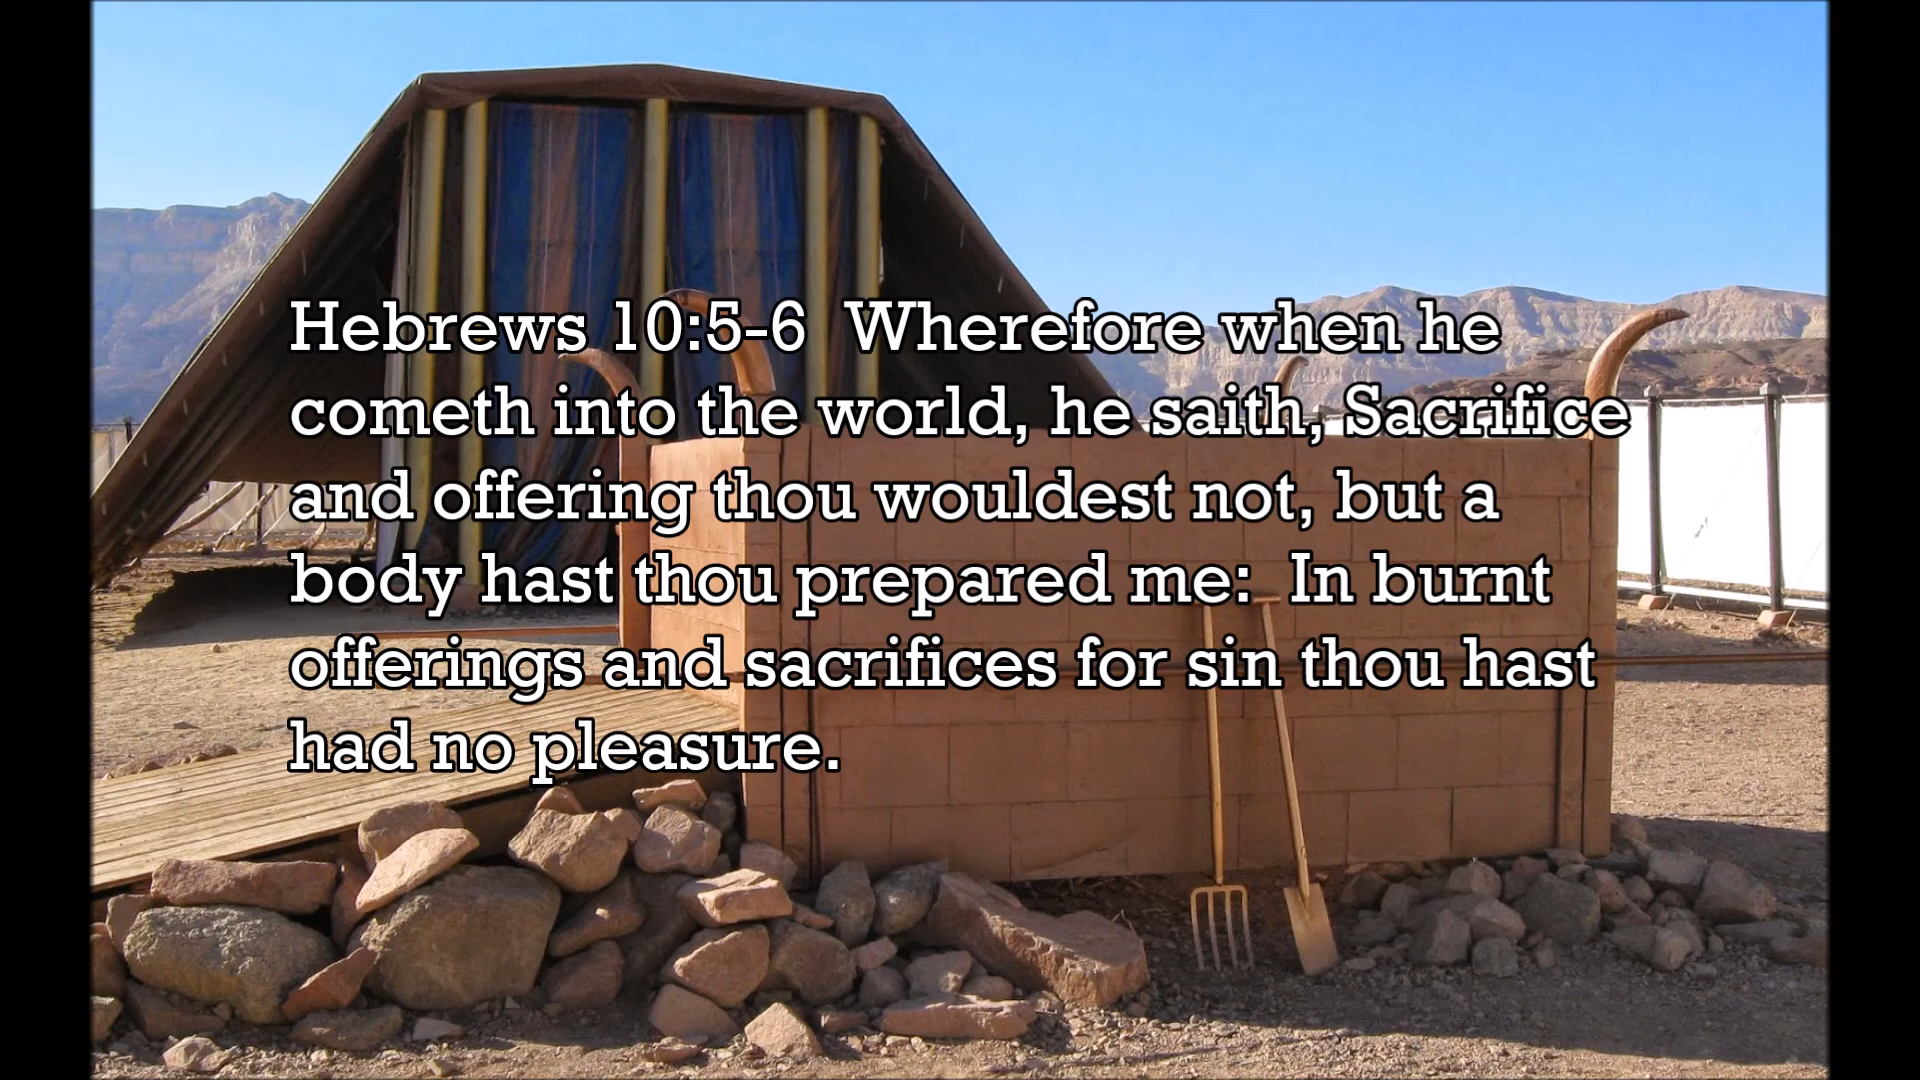 Hebrews 10:5-6  Wherefore when he
cometh into the world, he saith, Sacrifice
and offering thou wouldest not, but a
body hast thou prepared me:  In burnt
offerings and sacrifices for sin thou hast
had no pleasure.